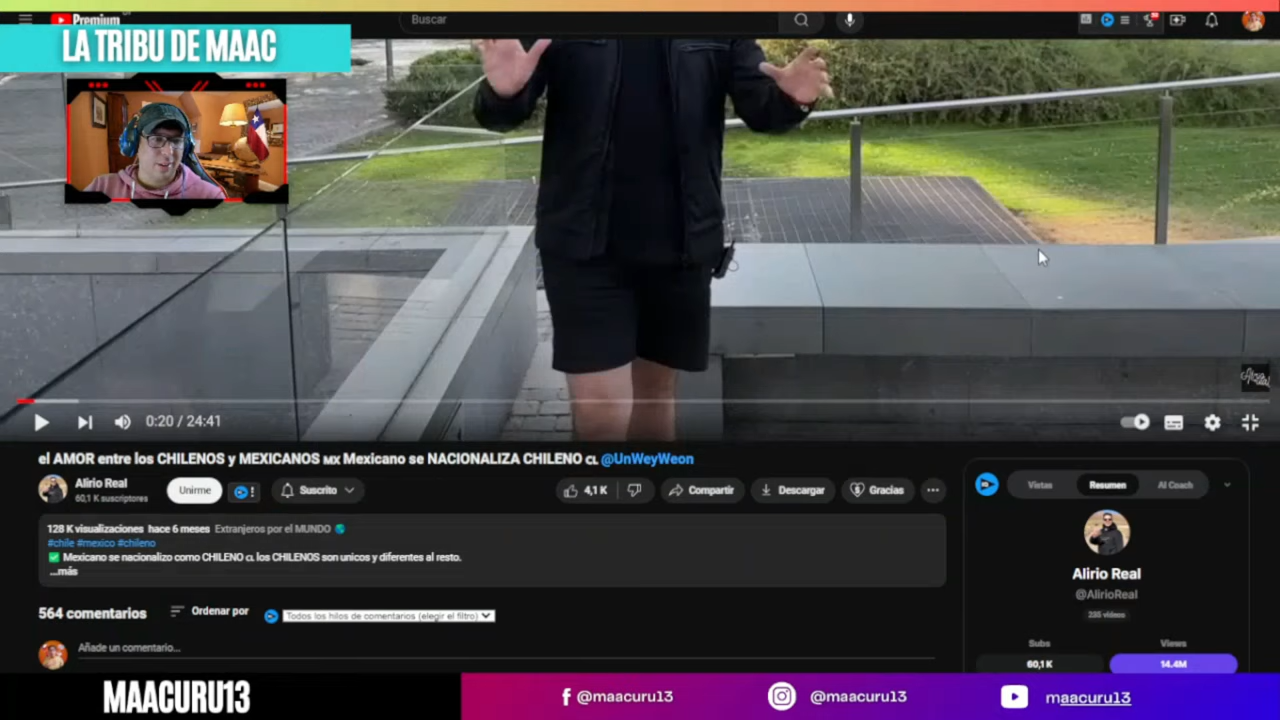 Premium
Buscar
LA TRIBU DE MAAC
0:20 / 24:41
el AMOR entre los CHILENOS y MEXICANOS MX Mexicano se NACIONALIZA CHILENO CL @UnWeyWeon
Alirio Real
60,1 K suscriptores
Unirme
!
Suscrito
4,1 K
Compartir
Descargar
Gracias
128 K visualizaciones hace 6 meses Extranjeros por el MUNDO
#chile #mexico #chileno
Mexicano se nacionalizo como CHILENO CL los CHILENOS son unicos y diferentes al resto.
...más
564 comentarios
Ordenar por
Todos los hilos de comentarios (elegir el filtro)
Añade un comentario...
Vistas
Resumen
AI Coach
Alirio Real
@AlirioReal
235 videos
Subs
Views
60,1 K
14.4M
MAACURU13
@maacuru13
@maacuru13
maacuru13